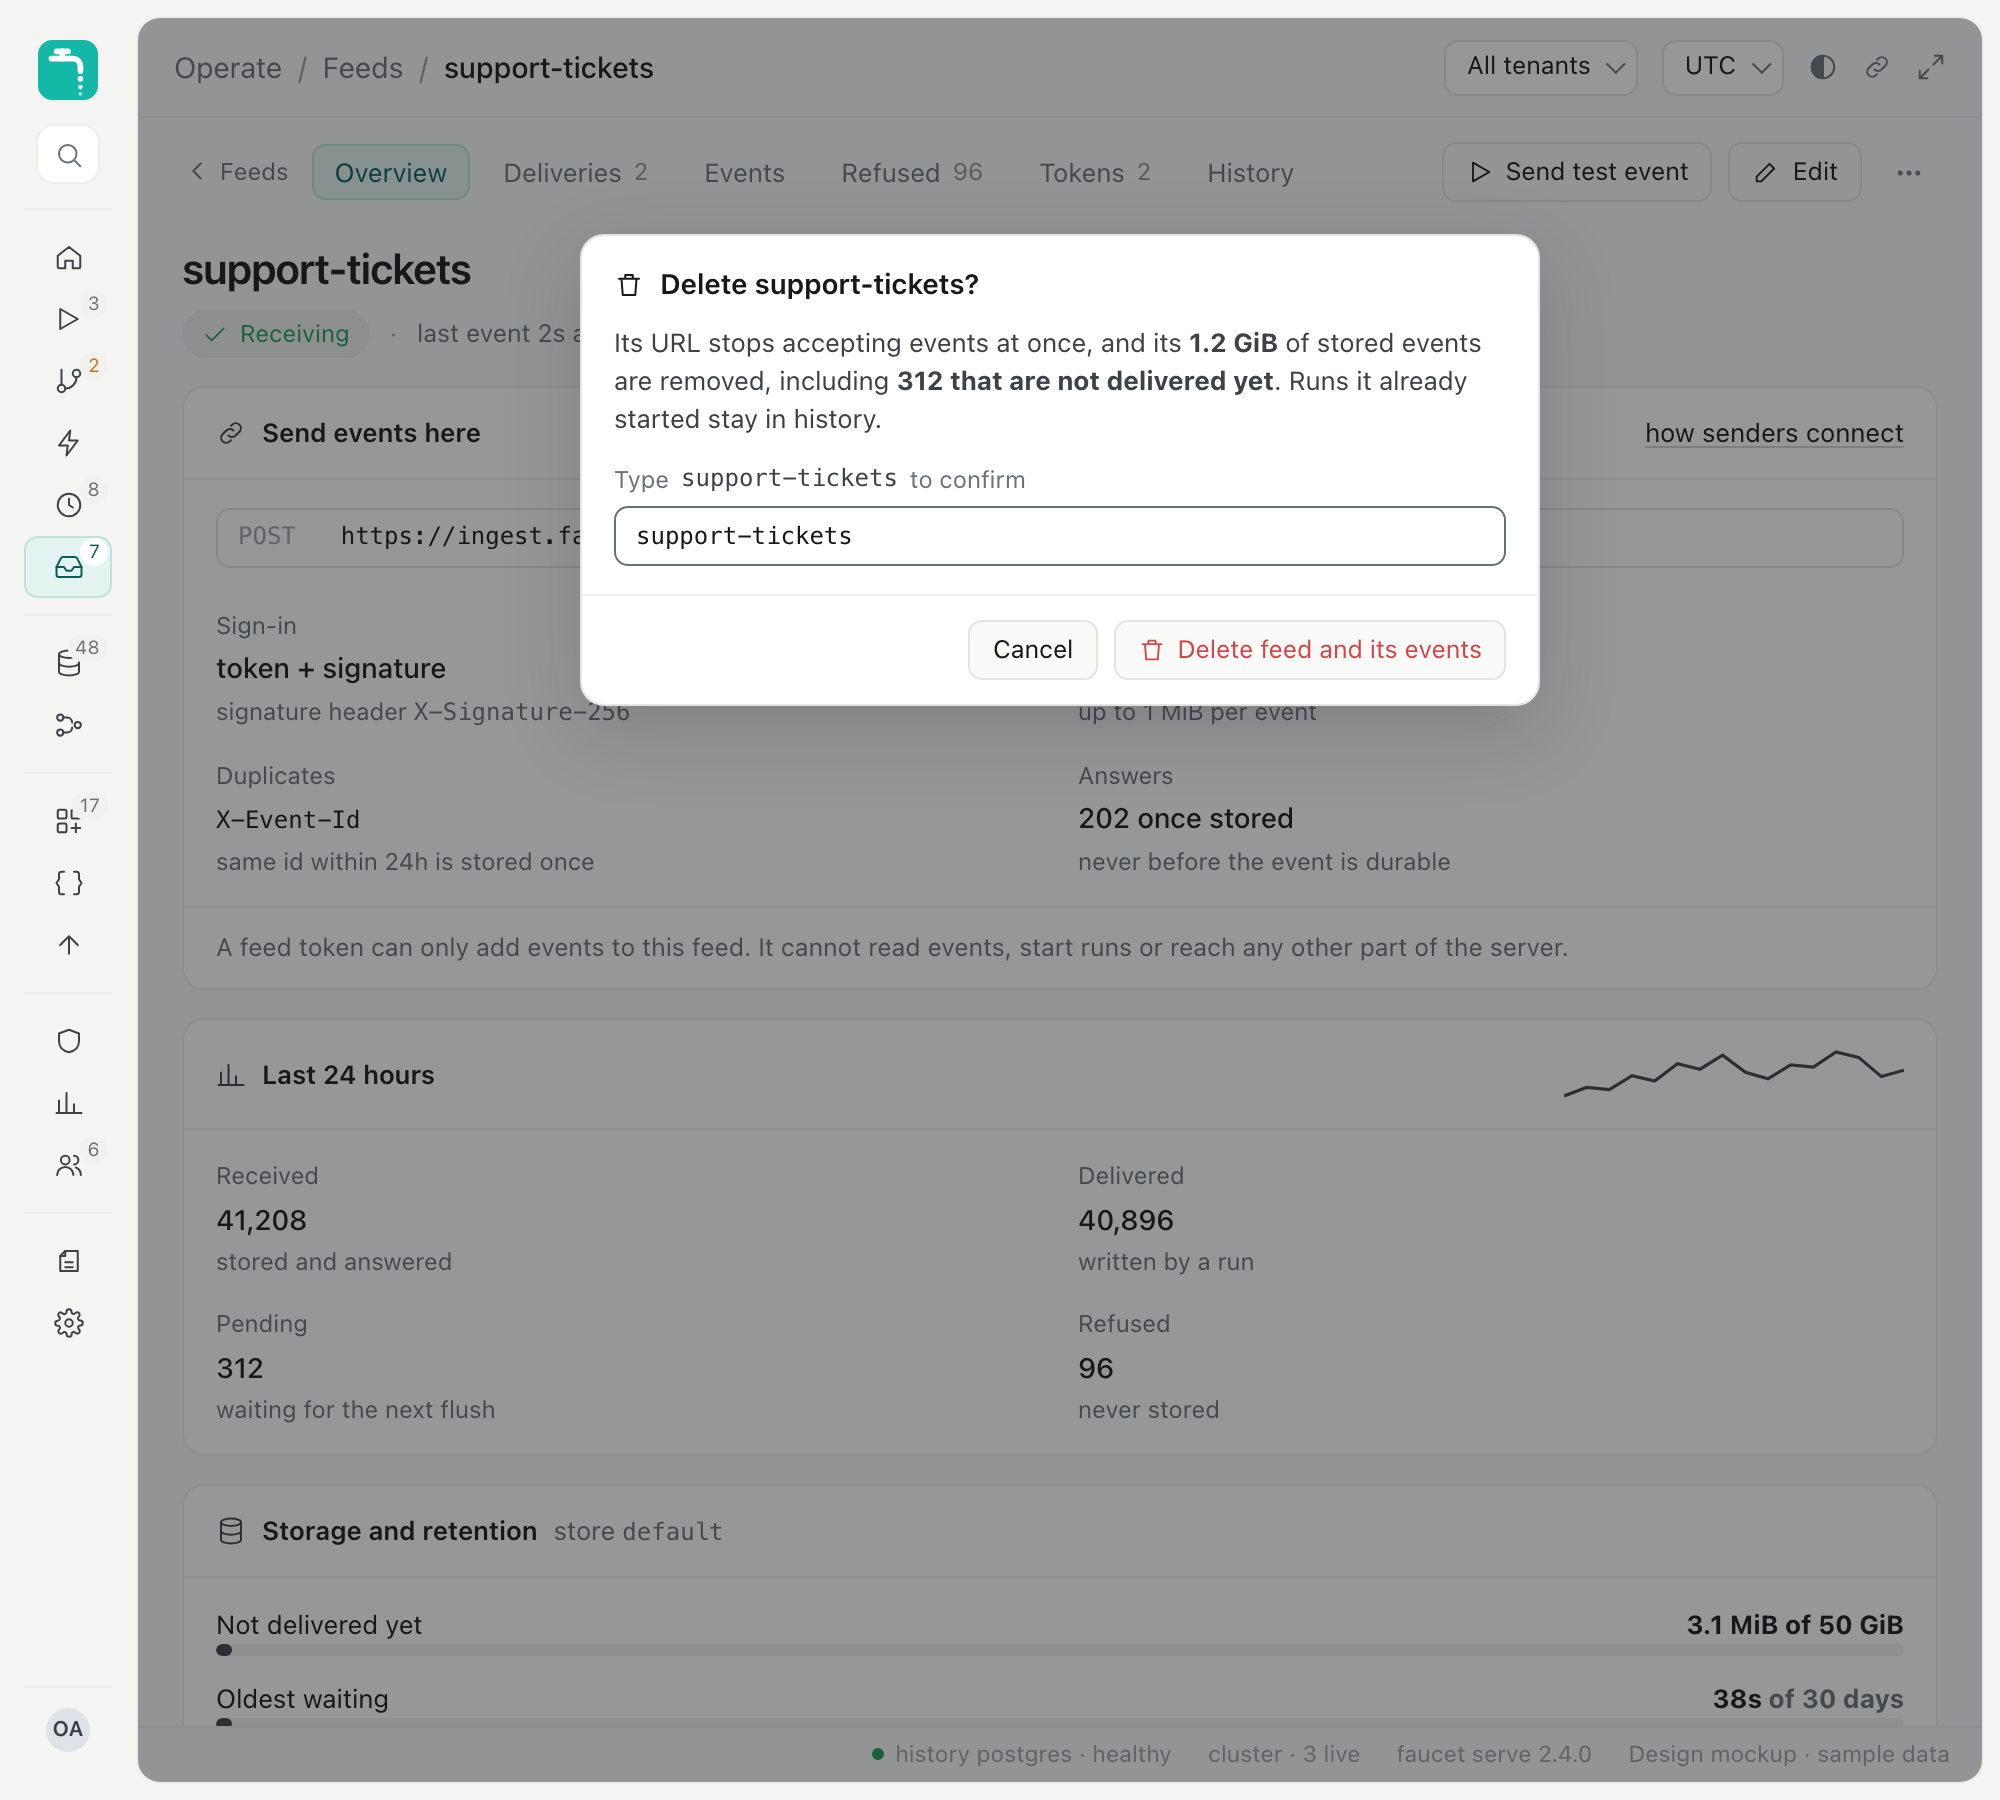 Operate / Feeds / support-tickets
All tenants
UTC
Feeds
Overview
Deliveries 2
Events
Refused 96
Tokens 2
History
Send test event
Edit
support-tickets
Receiving
· last event 2s
Delete support-tickets?
Its URL stops accepting events at once, and its 1.2 GiB of stored events
are removed, including 312 that are not delivered yet. Runs it already
started stay in history.
Type support-tickets to confirm
support-tickets
Cancel
Delete feed and its events
Send events here
how senders connect
POST https://ingest.fa
Sign-in
token + signature
signature header X-Signature-256
up to 1 MiB per event
Duplicates
X-Event-Id
same id within 24h is stored once
Answers
202 once stored
never before the event is durable
A feed token can only add events to this feed. It cannot read events, start runs or reach any other part of the server.
Last 24 hours
Received
41,208
stored and answered
Delivered
40,896
written by a run
Pending
312
waiting for the next flush
Refused
96
never stored
Storage and retention store default
Not delivered yet
3.1 MiB of 50 GiB
Oldest waiting
38s of 30 days
history postgres · healthy
cluster · 3 live
faucet serve 2.4.0
Design mockup · sample data
3
2
8
7
48
17
6
OA